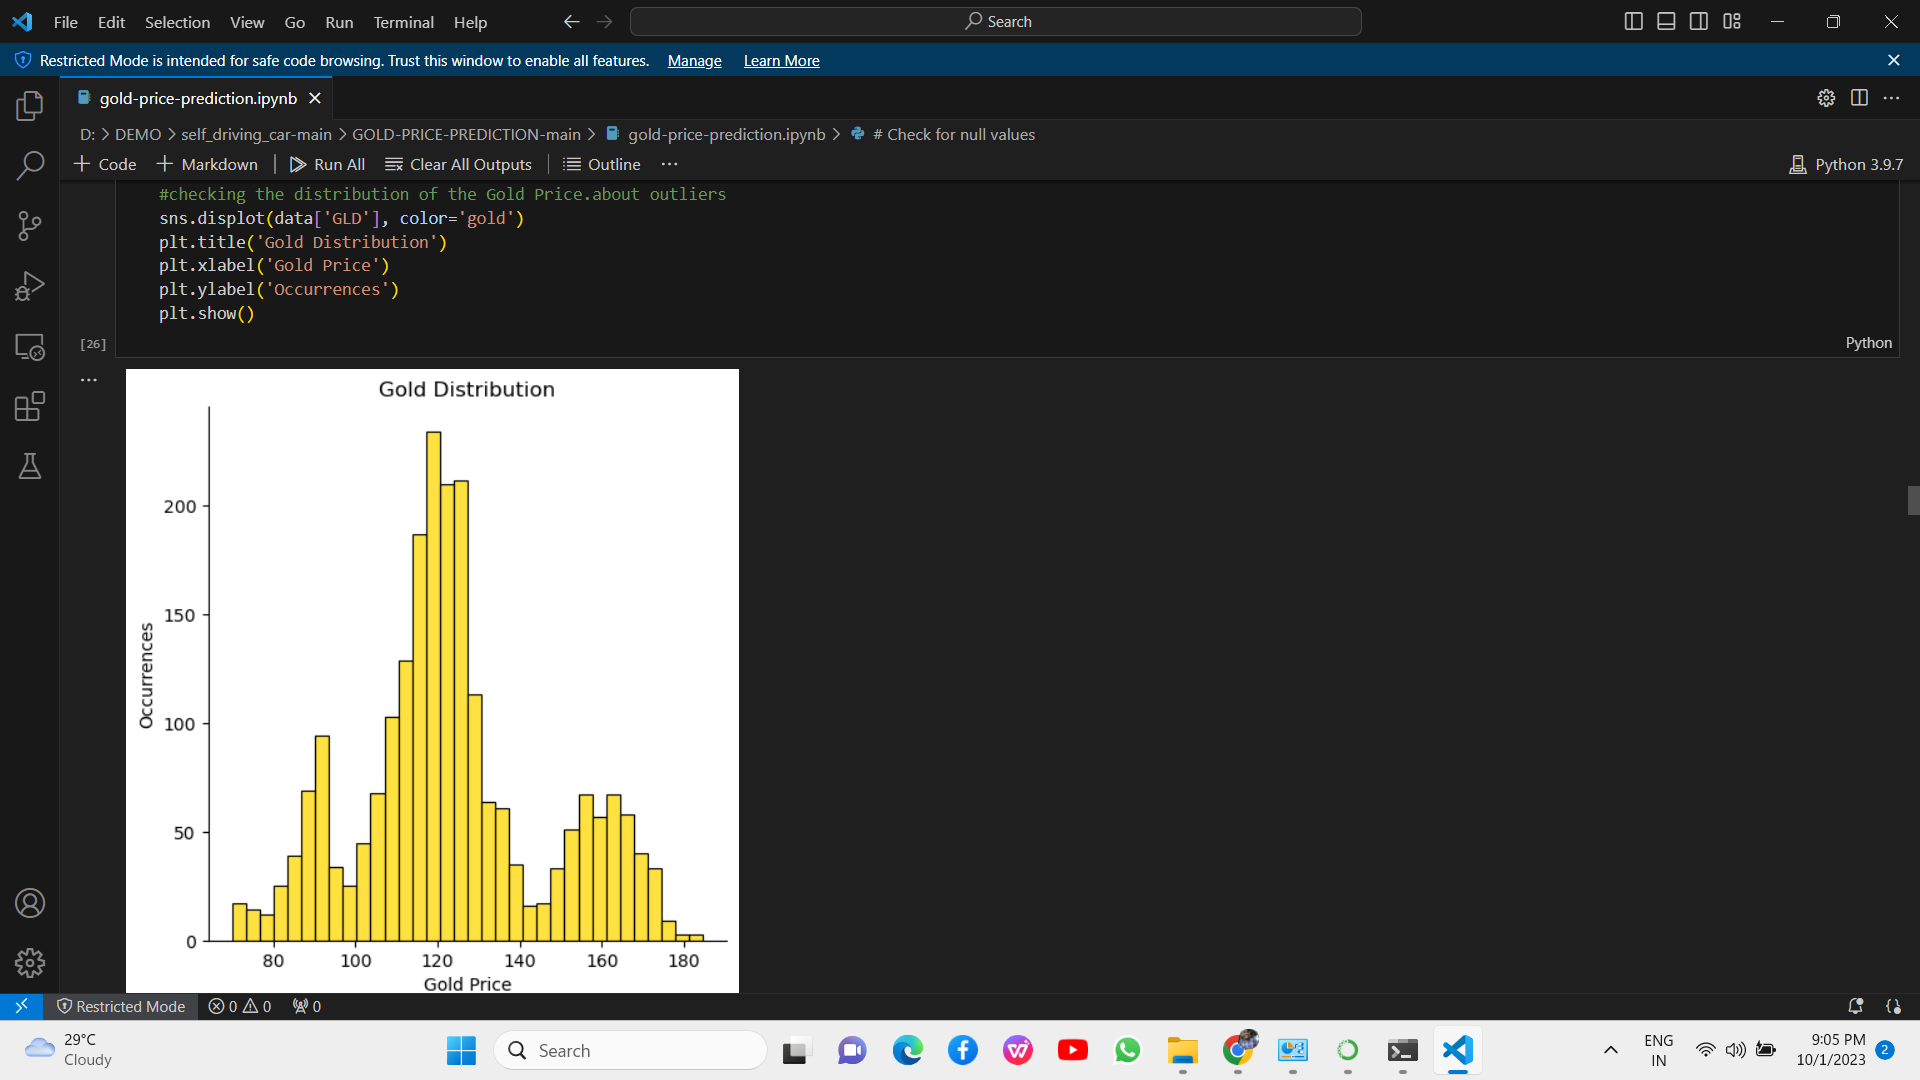 File Edit Selection View Go Run Terminal Help
Search
Restricted Mode is intended for safe code browsing. Trust this window to enable all features. Manage Learn More
gold-price-prediction.ipynb
D: > DEMO > self_driving_car-main > GOLD-PRICE-PREDICTION-main > gold-price-prediction.ipynb > # Check for null values
+ Code + Markdown Run All Clear All Outputs Outline ...
Python 3.9.7
#checking the distribution of the Gold Price.about outliers
sns.displot(data['GLD'], color='gold')
plt.title('Gold Distribution')
plt.xlabel('Gold Price')
plt.ylabel('Occurrences')
plt.show()
[26]
Python
...
Gold Distribution
Occurrences
200
150
100
50
0
80 100 120 140 160 180
Gold Price
Restricted Mode 0 0 0
29°C
Cloudy
Search
ENG
IN
9:05 PM
10/1/2023
2